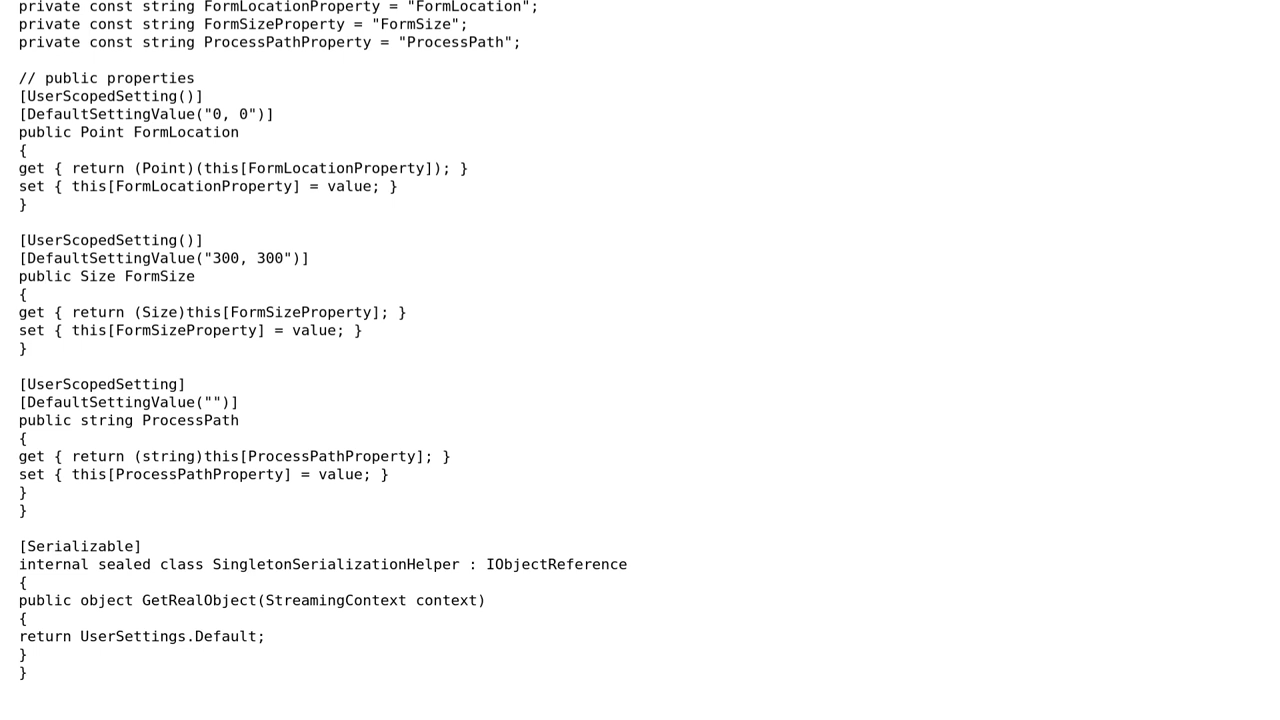 private const string FormLocationProperty = "FormLocation";
private const string FormSizeProperty = "FormSize";
private const string ProcessPathProperty = "ProcessPath";
// public properties
[UserScopedSetting()]
[DefaultSettingValue("0, 0")]
public Point FormLocation
{
get { return (Point)(this[FormLocationProperty]); }
set { this[FormLocationProperty] = value; }
}
[UserScopedSetting()]
[DefaultSettingValue("300, 300")]
public Size FormSize
{
get { return (Size)this[FormSizeProperty]; }
set { this[FormSizeProperty] = value; }
}
[UserScopedSetting]
[DefaultSettingValue("")]
public string ProcessPath
{
get { return (string)this[ProcessPathProperty]; }
set { this[ProcessPathProperty] = value; }
}
}
[Serializable]
internal sealed class SingletonSerializationHelper : IObjectReference
{
public object GetRealObject(StreamingContext context)
{
return UserSettings.Default;
}
}